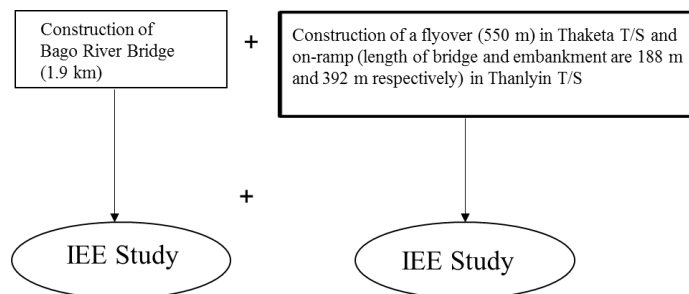 Construction of
Bago River Bridge
(1.9 km)
+
Construction of a flyover (550 m) in Thaketa T/S and
on-ramp (length of bridge and embankment are 188 m
and 392 m respectively) in Thanlyin T/S
+
IEE Study
IEE Study